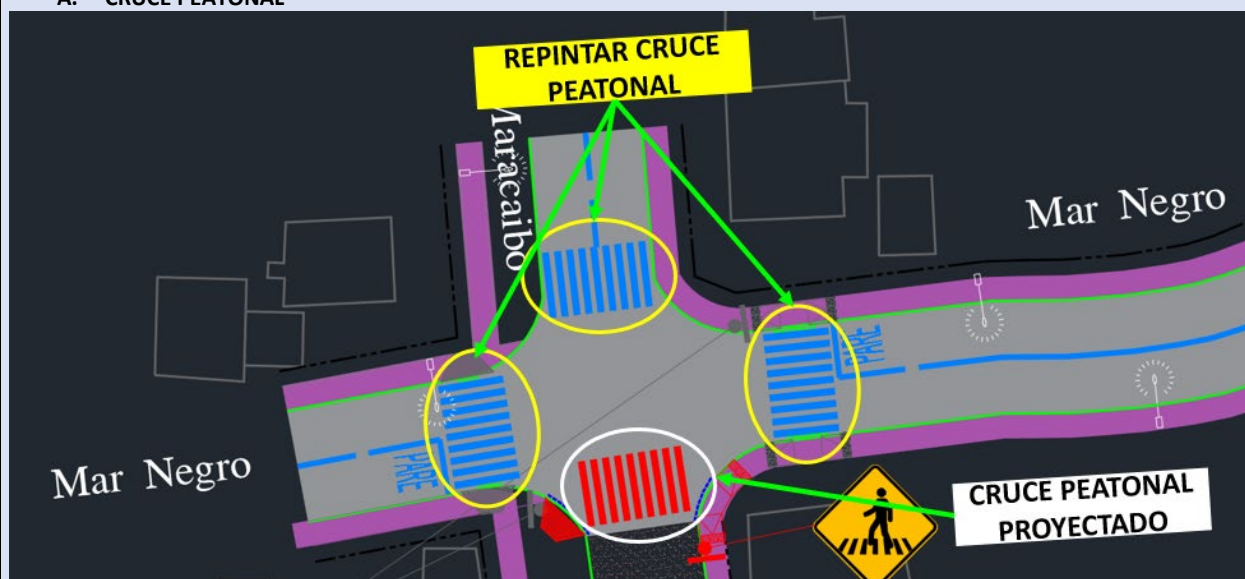 A. CRUCE PEATONAL
REPINTAR CRUCE
PEATONAL
Maracaibo
Mar Negro
PARE
Mar Negro
PARE
CRUCE PEATONAL
PROYECTADO